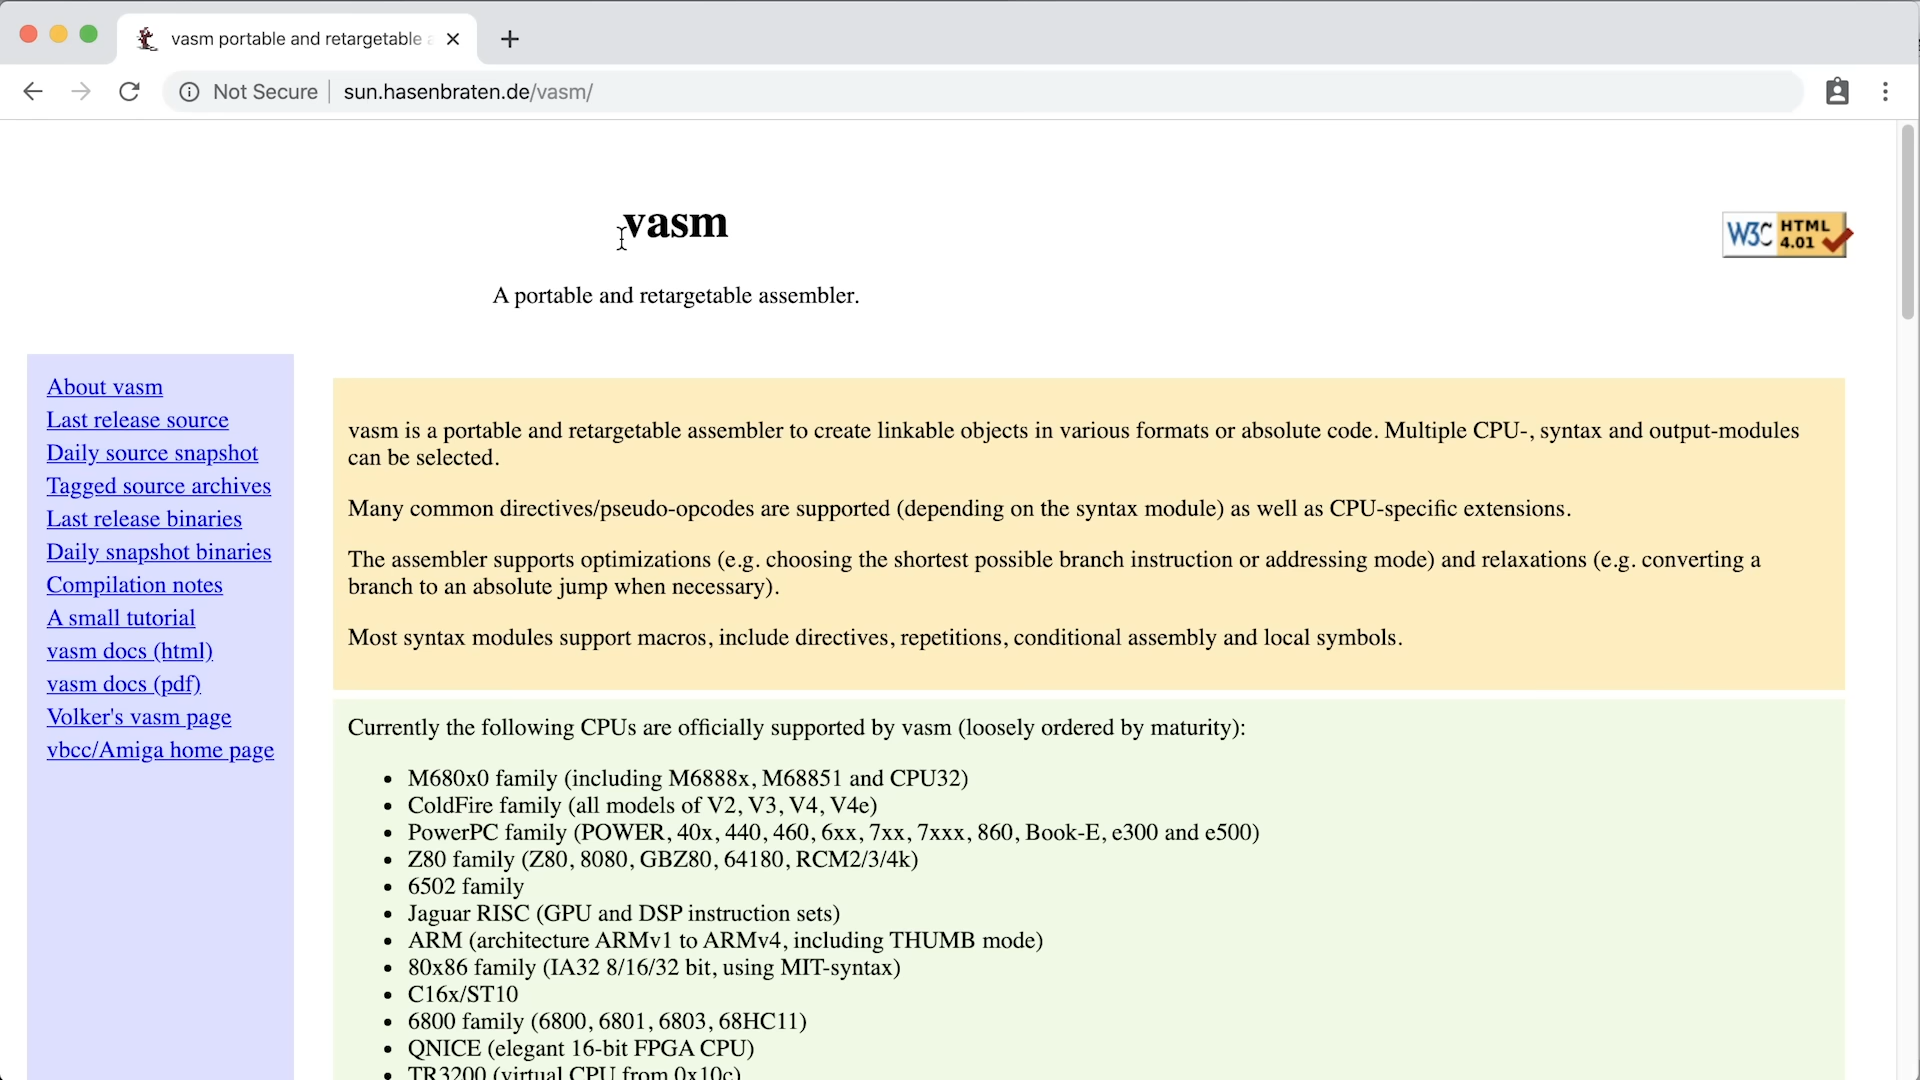 vasm portable and retargetable
Not Secure
sun.hasenbraten.de/vasm/
vasm
W3C HTML 4.01
A portable and retargetable assembler.
About vasm
Last release source
Daily source snapshot
Tagged source archives
Last release binaries
Daily snapshot binaries
Compilation notes
A small tutorial
vasm docs (html)
vasm docs (pdf)
Volker's vasm page
vbcc/Amiga home page
vasm is a portable and retargetable assembler to create linkable objects in various formats or absolute code. Multiple CPU-, syntax and output-modules
can be selected.
Many common directives/pseudo-opcodes are supported (depending on the syntax module) as well as CPU-specific extensions.
The assembler supports optimizations (e.g. choosing the shortest possible branch instruction or addressing mode) and relaxations (e.g. converting a
branch to an absolute jump when necessary).
Most syntax modules support macros, include directives, repetitions, conditional assembly and local symbols.
Currently the following CPUs are officially supported by vasm (loosely ordered by maturity):
• M680x0 family (including M6888x, M68851 and CPU32)
• ColdFire family (all models of V2, V3, V4, V4e)
• PowerPC family (POWER, 40x, 440, 460, 6xx, 7xx, 7xxx, 860, Book-E, e300 and e500)
• Z80 family (Z80, 8080, GBZ80, 64180, RCM2/3/4k)
• 6502 family
• Jaguar RISC (GPU and DSP instruction sets)
• ARM (architecture ARMv1 to ARMv4, including THUMB mode)
• 80x86 family (IA32 8/16/32 bit, using MIT-syntax)
• C16x/ST10
• 6800 family (6800, 6801, 6803, 68HC11)
• QNICE (elegant 16-bit FPGA CPU)
• TR3200 (virtual CPU from 0x10c)